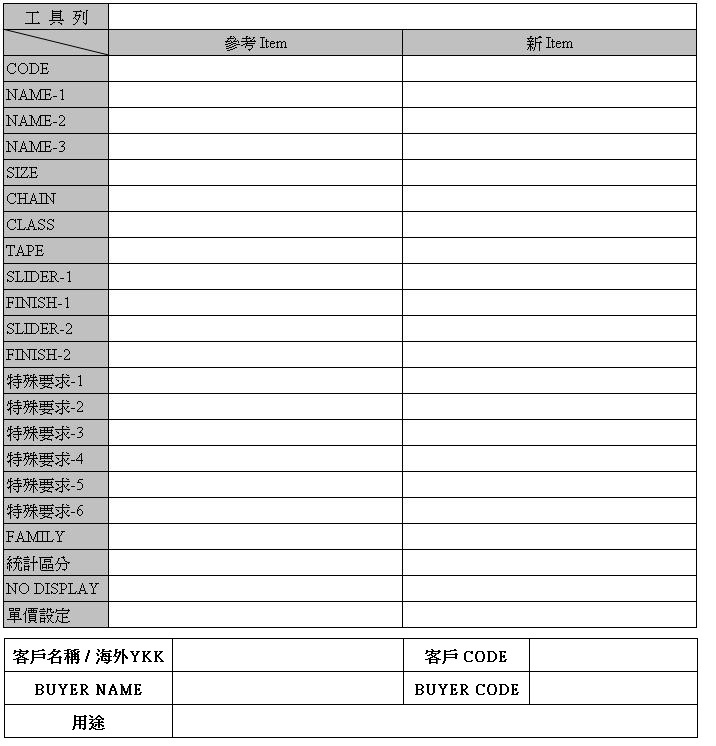 工 具 列
參考 Item 新 Item
CODE
NAME-1
NAME-2
NAME-3
SIZE
CHAIN
CLASS
TAPE
SLIDER-1
FINISH-1
SLIDER-2
FINISH-2
特殊要求-1
特殊要求-2
特殊要求-3
特殊要求-4
特殊要求-5
特殊要求-6
FAMILY
統計區分
NO DISPLAY
單價設定
客戶名稱 / 海外YKK 客戶 CODE
BUYER NAME BUYER CODE
用途